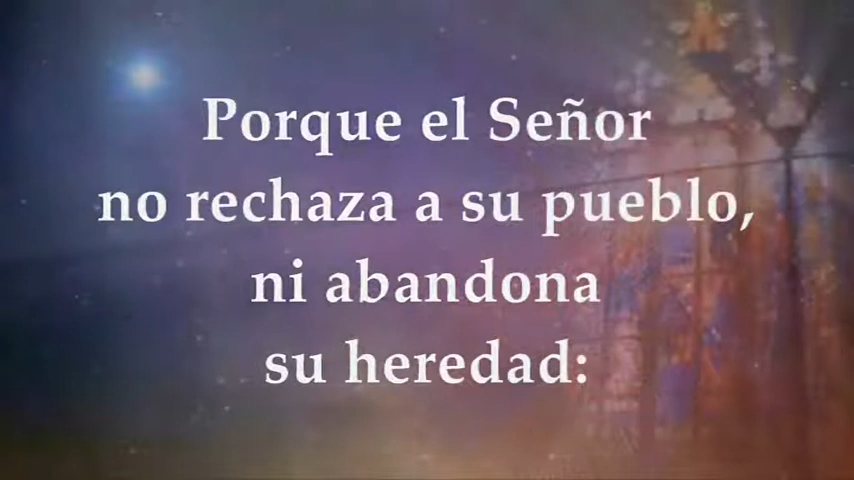 Porque el Señor
no rechaza a su pueblo,
ni abandona
su heredad: